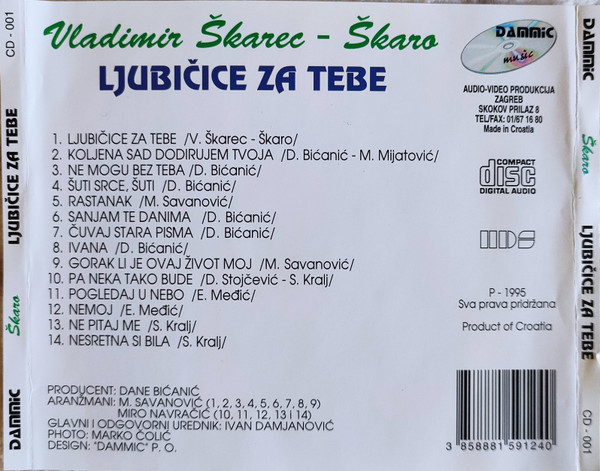 CD - 001
LJUBIČICE ZA TEBE
Škaro
DAMMIC
Vladimir Škarec - Škaro
LJUBIČICE ZA TEBE
1. LJUBIČICE ZA TEBE /V. Škarec - Škaro/
2. KOLJENA SAD DODIRUJEM TVOJA /D. Bićanić - M. Mijatović/
3. NE MOGU BEZ TEBA /D. Bićanić/
4. ŠUTI SRCE, ŠUTI /D. Bićanić/
5. RASTANAK /M. Savanović/
6. SANJAM TE DANIMA /D. Bićanić/
7. ČUVAJ STARA PISMA /D. Bićanić/
8. IVANA /D. Bićanić/
9. GORAK LI JE OVAJ ŽIVOT MOJ /M. Savanović/
10. PA NEKA TAKO BUDE /D. Stojčević - S. Kralj/
11. POGLEDAJ U NEBO /E. Međić/
12. NEMOJ /E. Međić/
13. NE PITAJ ME /S. Kralj/
14. NESRETNA SI BILA /S. Kralj/
PRODUCENT: DANE BIĆANIĆ
ARANŽMANI: M. SAVANOVIĆ (1, 2, 3, 4, 5, 6, 7, 8, 9)
MIRO NAVRAČIĆ (10, 11, 12, 13 i 14)
GLAVNI i ODGOVORNI UREDNIK: IVAN DAMJANOVIĆ
PHOTO: MARKO ČOLIĆ
DESIGN: "DAMMIC" P. O.
DAMMIC
music
AUDIO-VIDEO PRODUKCIJA
ZAGREB
SKOKOV PRILAZ 8
TEL/FAX: 01/67 16 80
Made in Croatia
COMPACT
disc
DIGITAL AUDIO
MDS
P - 1995
Sva prava pridržana
Product of Croatia
3 858881 591240
DAMMIC
Škaro
LJUBIČICE ZA TEBE
CD - 001